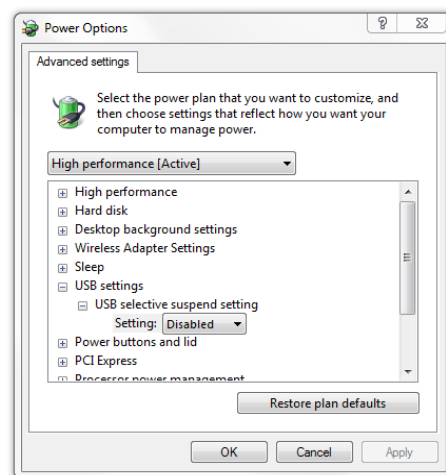 Power Options
Advanced settings
Select the power plan that you want to customize, and
then choose settings that reflect how you want your
computer to manage power.
High performance [Active]
High performance
Hard disk
Desktop background settings
Wireless Adapter Settings
Sleep
USB settings
USB selective suspend setting
Setting: Disabled
Power buttons and lid
PCI Express
Processor power management
Restore plan defaults
OK Cancel Apply